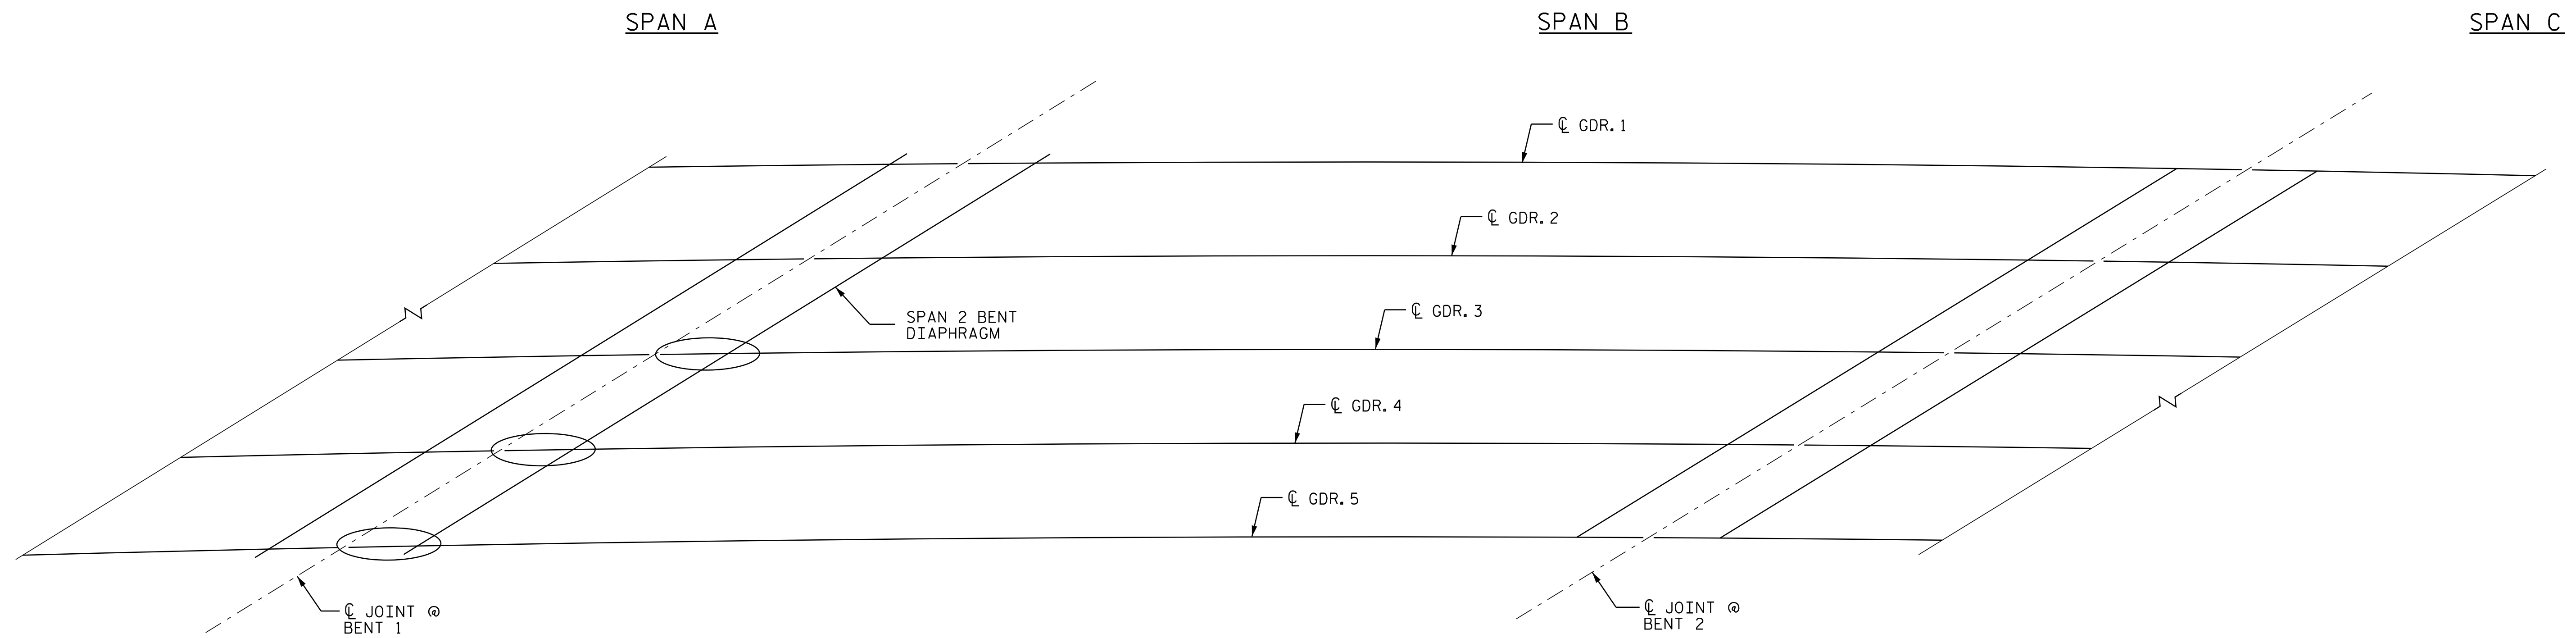 SPAN A
SPAN B
SPAN C
℄ GDR. 1
℄ GDR. 2
℄ GDR. 3
SPAN 2 BENT
DIAPHRAGM
℄ GDR. 4
℄ GDR. 5
℄ JOINT @
BENT 1
℄ JOINT @
BENT 2